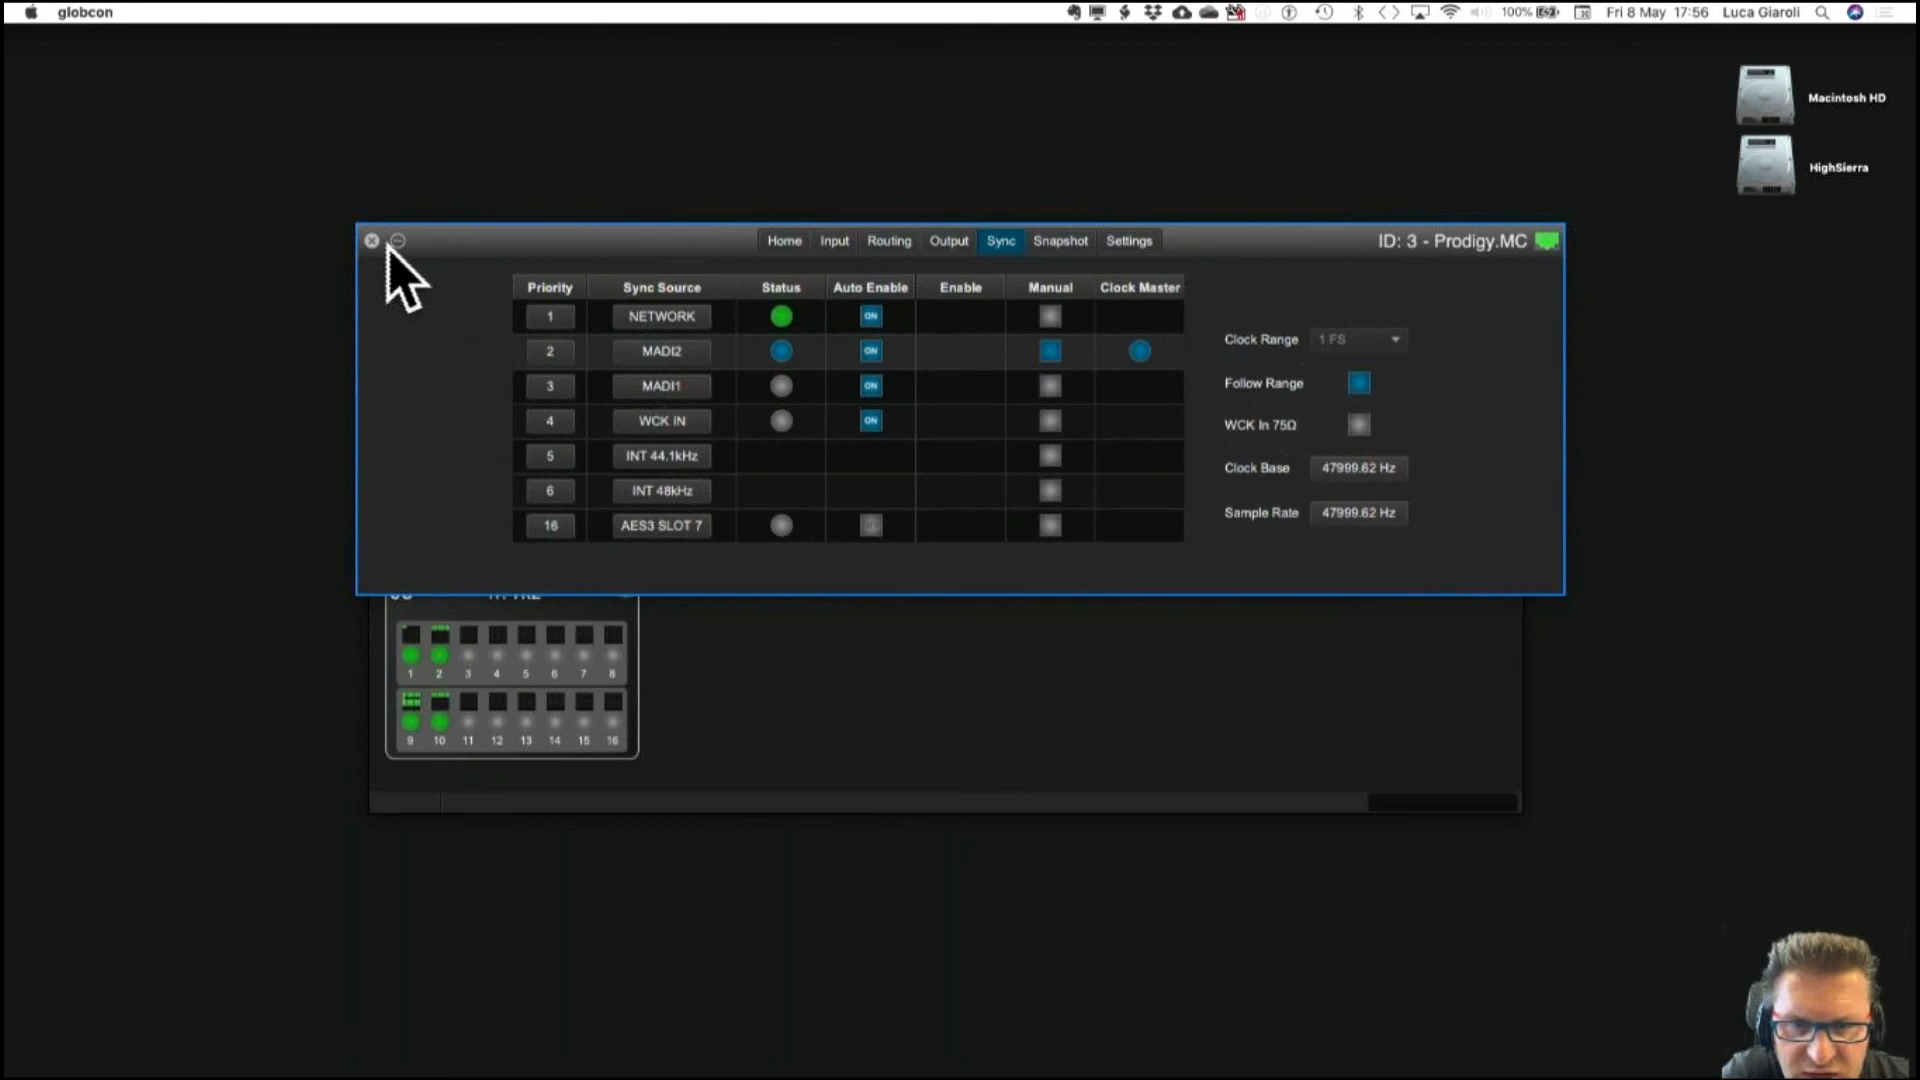 globcon
100%
Fri 8 May 17:56 Luca Giaroli
Macintosh HD
HighSierra
Home Input Routing Output Sync Snapshot Settings
ID: 3 - Prodigy.MC
Priority Sync Source Status Auto Enable Enable Manual Clock Master
1 NETWORK ON
2 MADI2 ON
3 MADI1 ON
4 WCK IN ON
5 INT 44.1kHz
6 INT 48kHz
16 AES3 SLOT 7
Clock Range 1 FS
Follow Range
WCK In 75Ω
Clock Base 47999.62 Hz
Sample Rate 47999.62 Hz
1 2 3 4 5 6 7 8
9 10 11 12 13 14 15 16